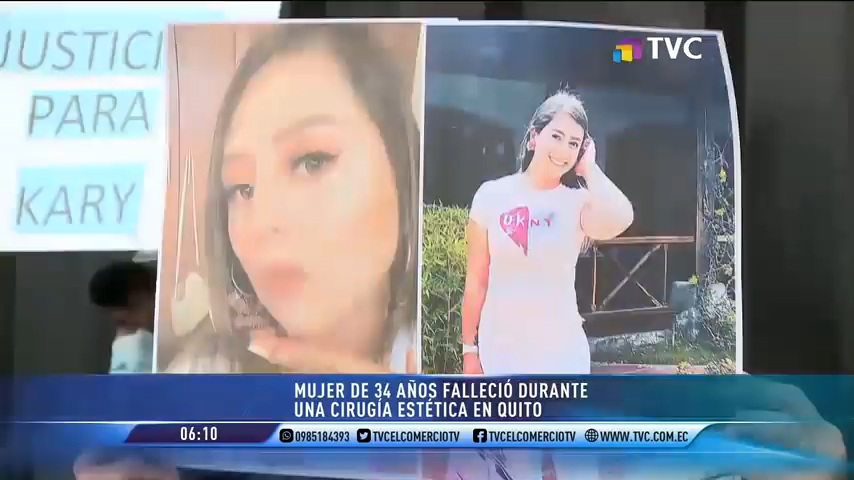 JUSTICI
PARA
KARY
TVC
DKNY
MUJER DE 34 AÑOS FALLECIÓ DURANTE
UNA CIRUGÍA ESTÉTICA EN QUITO
06:10
0985184393 TVCELCOMERCIOTV TVCELCOMERCIOTV WWW.TVC.COM.EC